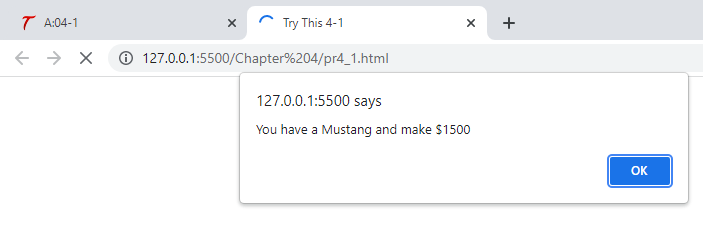 A:04-1
Try This 4-1
127.0.0.1:5500/Chapter%204/pr4_1.html
127.0.0.1:5500 says
You have a Mustang and make $1500
OK